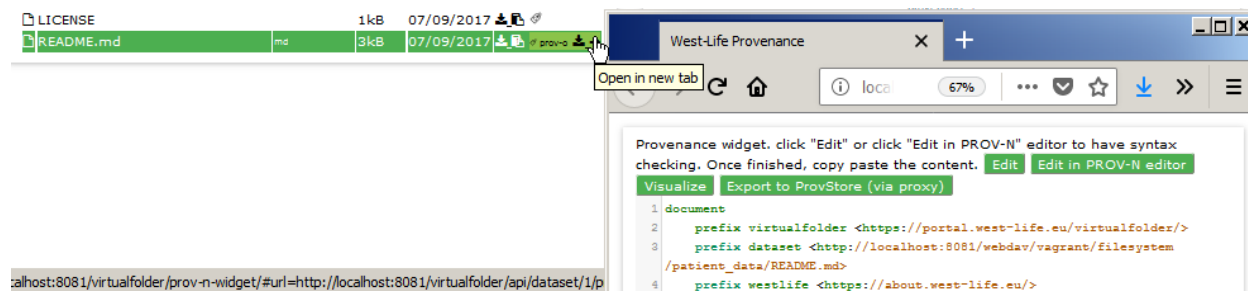 LICENSE 1kB 07/09/2017
README.md md 3kB 07/09/2017 prov-o
Open in new tab
West-Life Provenance
loca 67%
Provenance widget. click "Edit" or click "Edit in PROV-N" editor to have syntax
checking. Once finished, copy paste the content. Edit Edit in PROV-N editor
Visualize Export to ProvStore (via proxy)
1 document
2 prefix virtualfolder <https://portal.west-life.eu/virtualfolder/>
3 prefix dataset <http://localhost:8081/webdav/vagrant/filesystem
/patient_data/README.md>
4 prefix westlife <https://about.west-life.eu/>
calhost:8081/virtualfolder/prov-n-widget/#url=http://localhost:8081/virtualfolder/api/dataset/1/p